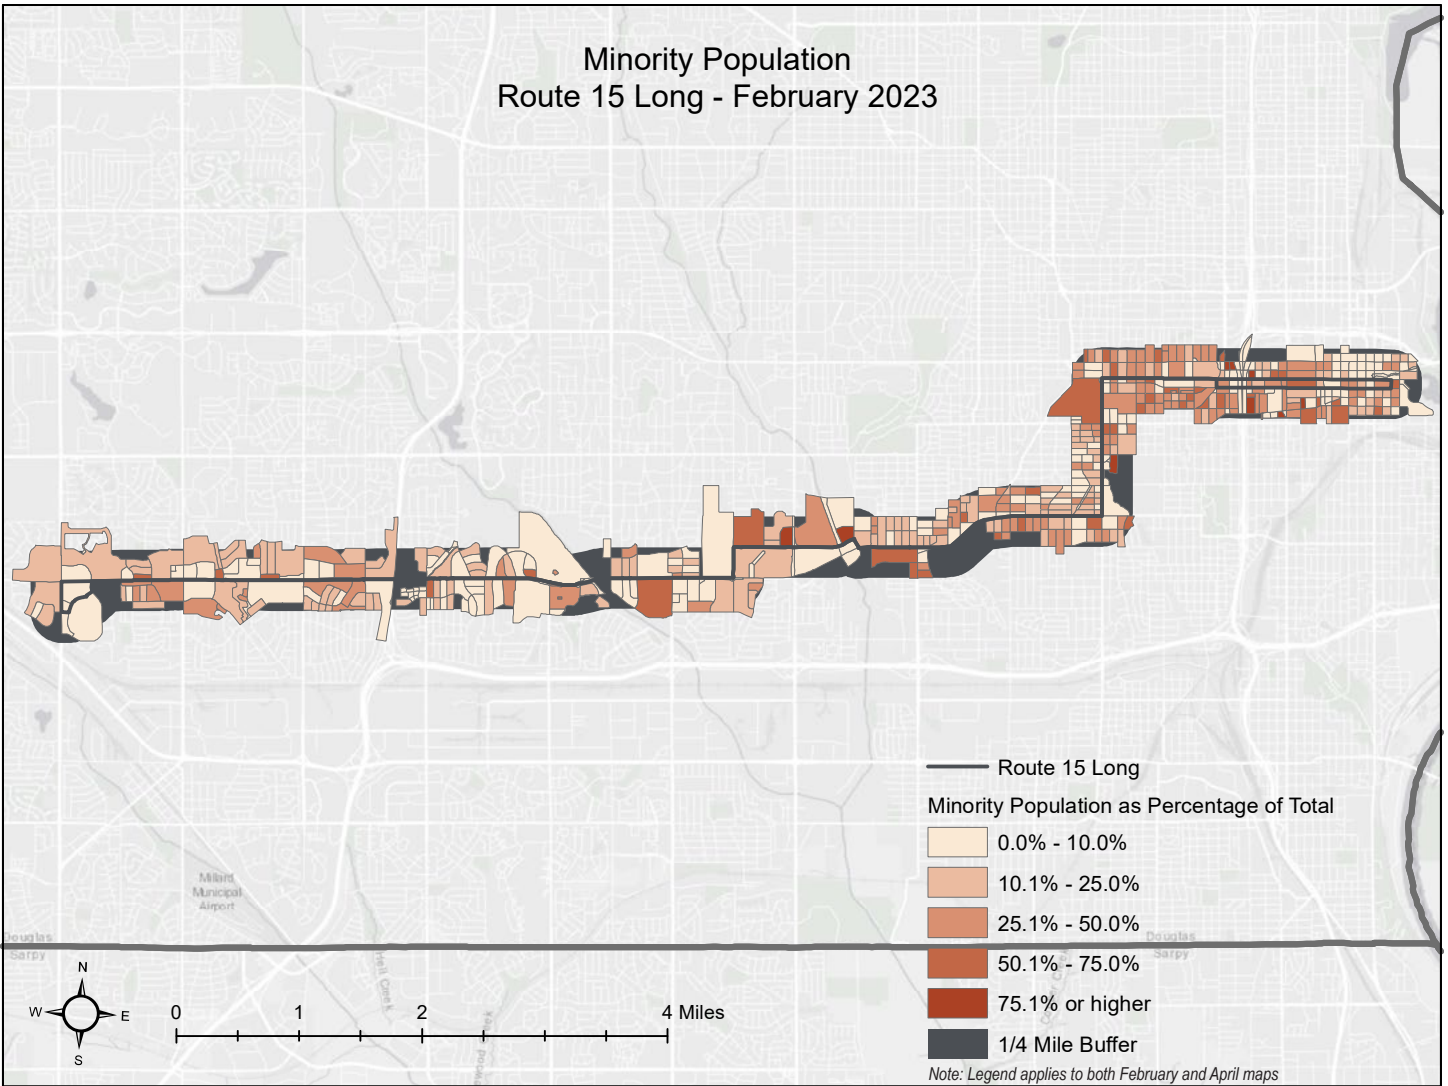 Minority Population
Route 15 Long - February 2023
Route 15 Long
Minority Population as Percentage of Total
0.0% - 10.0%
10.1% - 25.0%
25.1% - 50.0%
50.1% - 75.0%
75.1% or higher
1/4 Mile Buffer
Note: Legend applies to both February and April maps
Millard
Municipal
Airport
Douglas
Sarpy
Douglas
Sarpy
Hell Creek
N
W
E
S
0
1
2
4 Miles